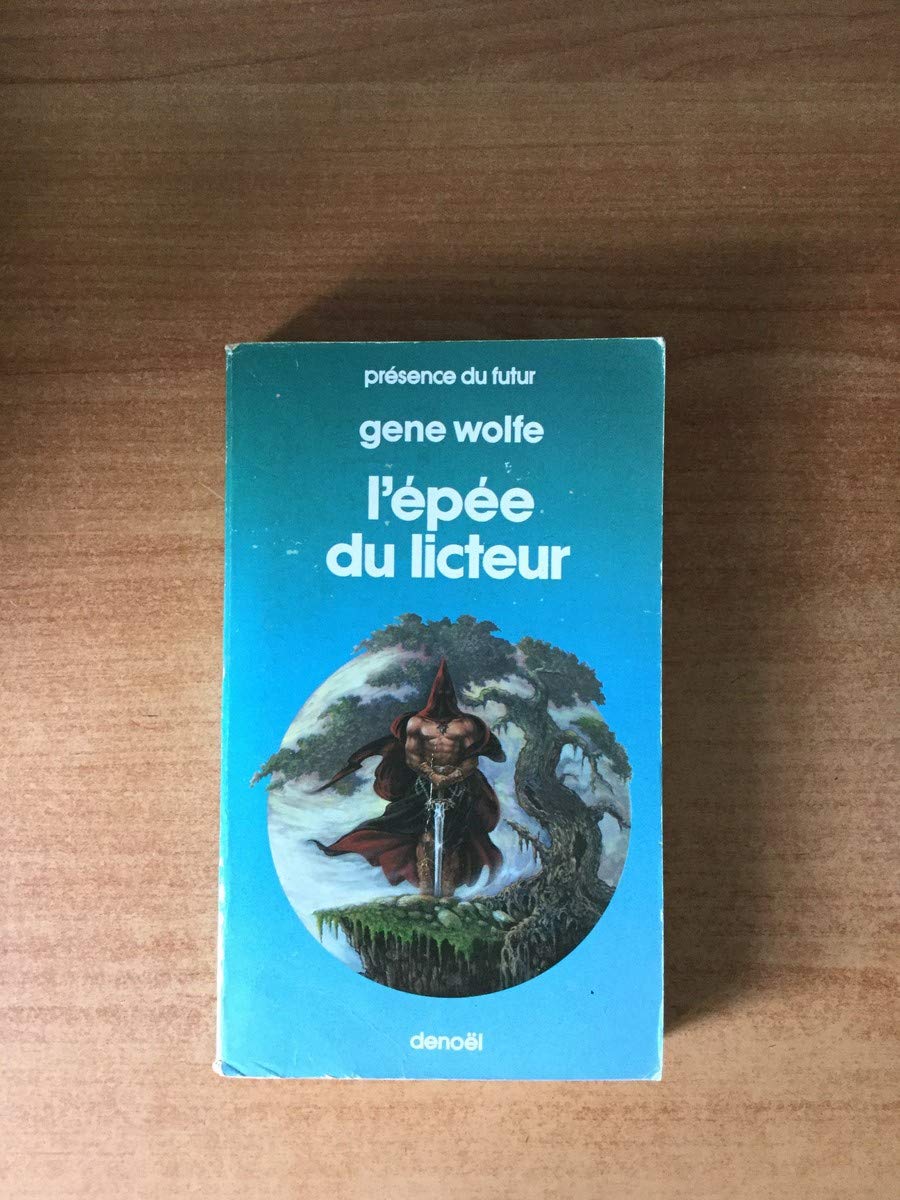 présence du futur
gene wolfe
l'épée
du licteur
denoël